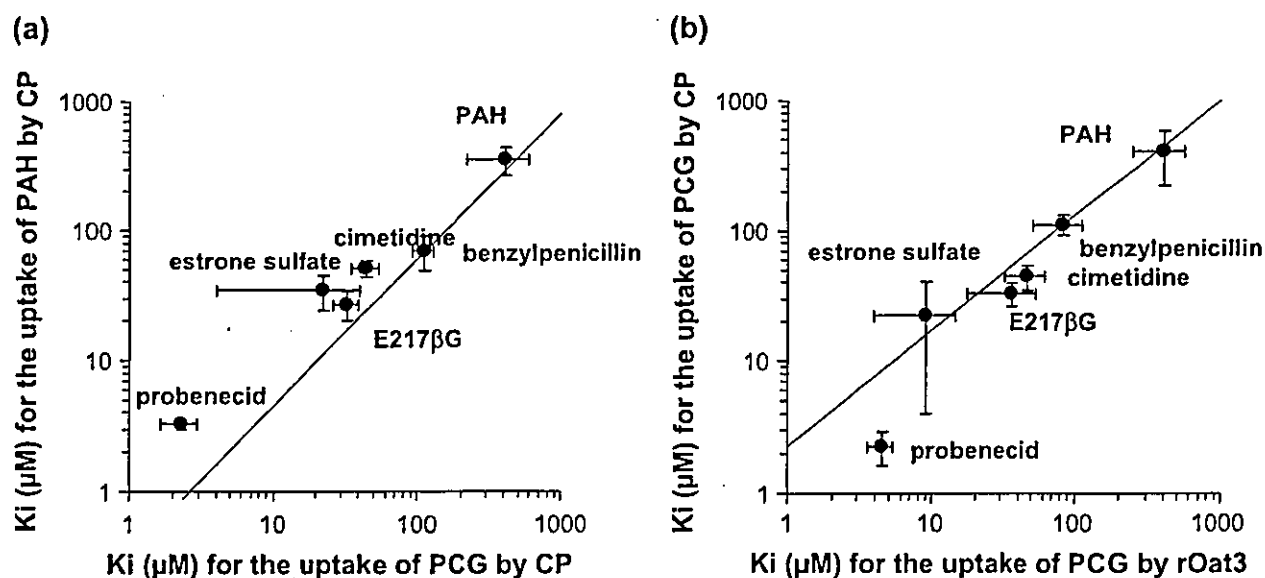 (a)
Ki (μM) for the uptake of PAH by CP
1000
100
10
1
PAH
cimetidine
benzylpenicillin
estrone sulfate
E217βG
probenecid
1 10 100 1000
Ki (μM) for the uptake of PCG by CP
(b)
Ki (μM) for the uptake of PCG by CP
1000
100
10
1
PAH
benzylpenicillin
estrone sulfate
cimetidine
E217βG
probenecid
1 10 100 1000
Ki (μM) for the uptake of PCG by rOat3